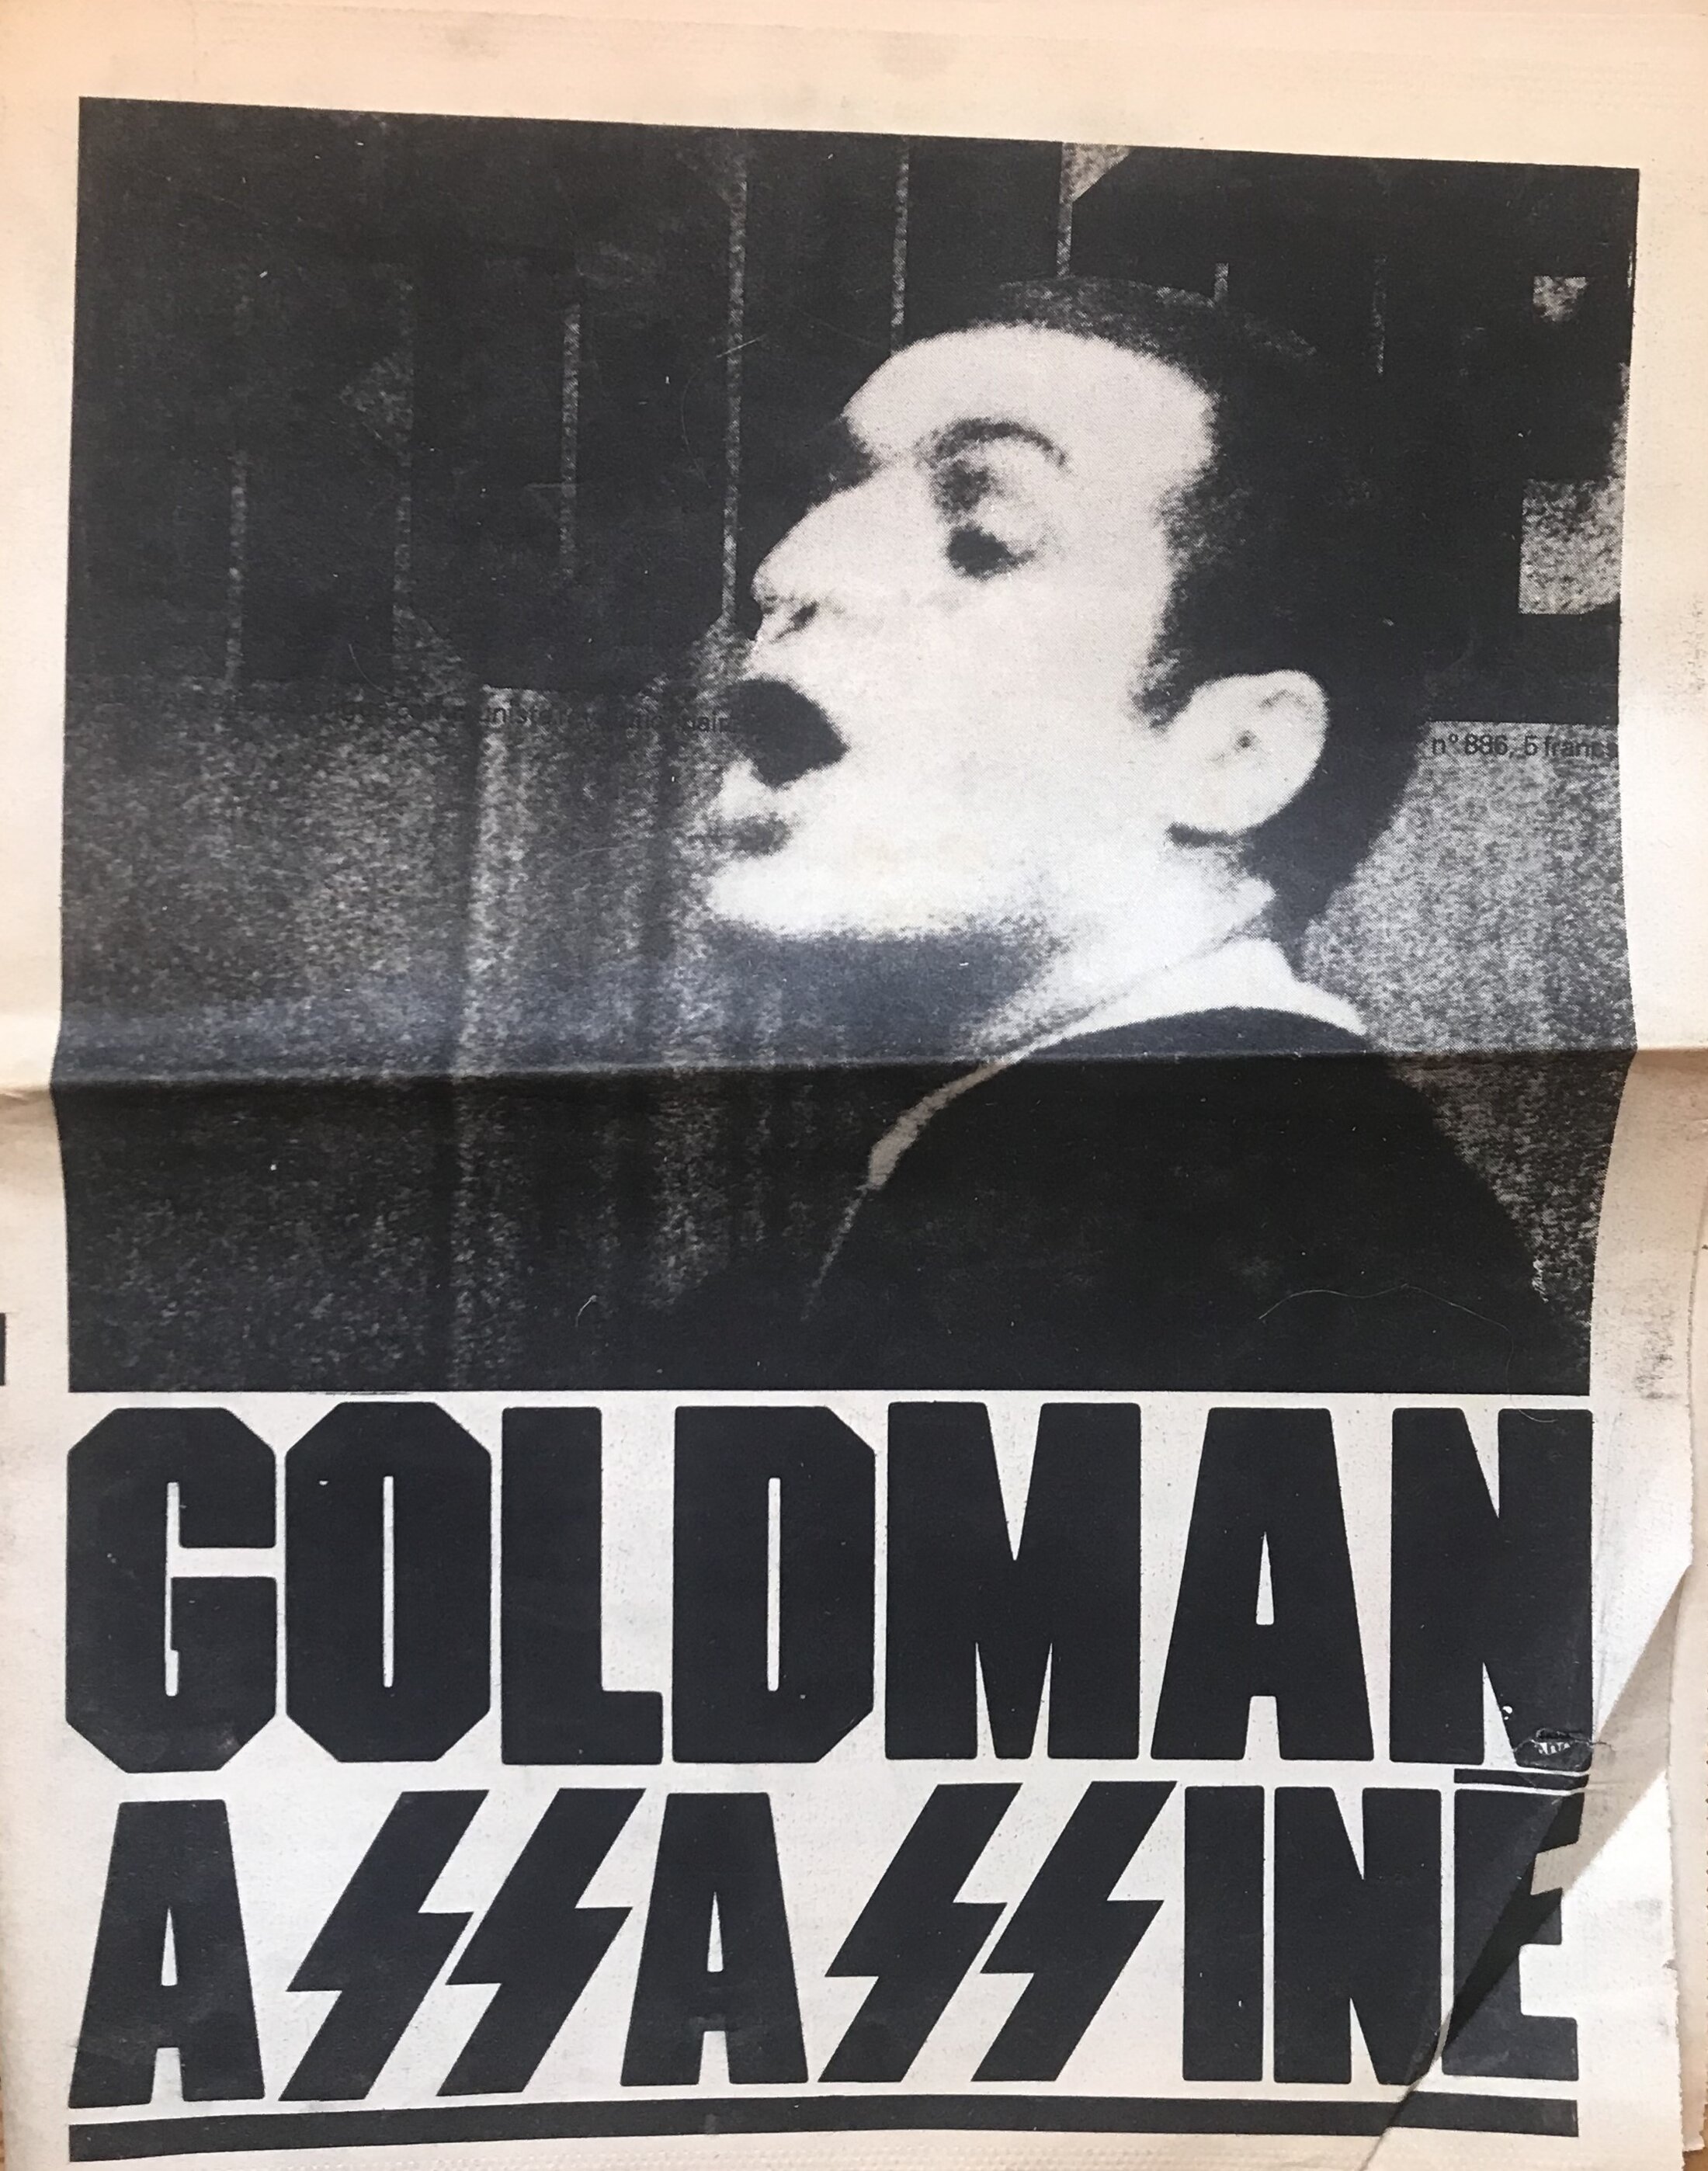 n° 886, 5 francs
GOLDMAN
ASSASSINÉ